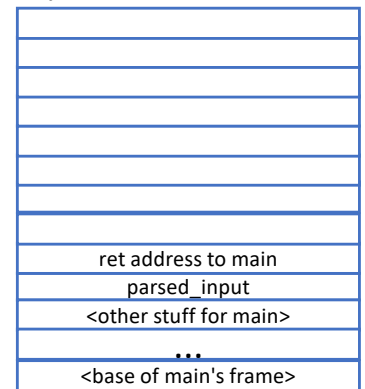 ret address to main
parsed_input
<other stuff for main>
...
<base of main's frame>